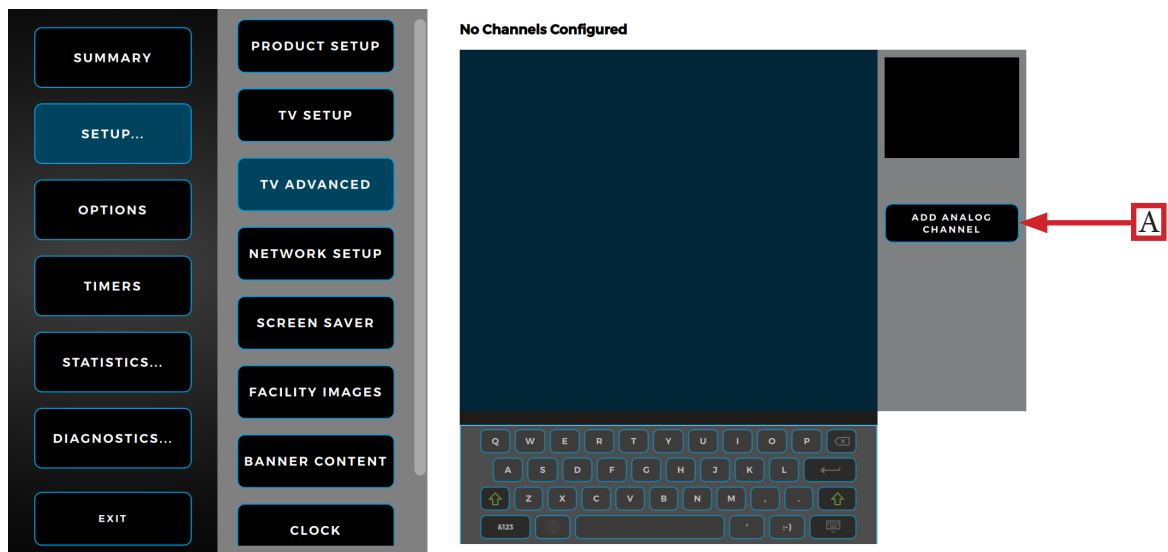 SUMMARY
SETUP...
OPTIONS
TIMERS
STATISTICS...
DIAGNOSTICS...
EXIT
PRODUCT SETUP
TV SETUP
TV ADVANCED
NETWORK SETUP
SCREEN SAVER
FACILITY IMAGES
BANNER CONTENT
CLOCK
No Channels Configured
ADD ANALOG
CHANNEL
A
Q W E R T Y U I O P
A S D F G H J K L
Z X C V B N M , .
&123 ' :-)